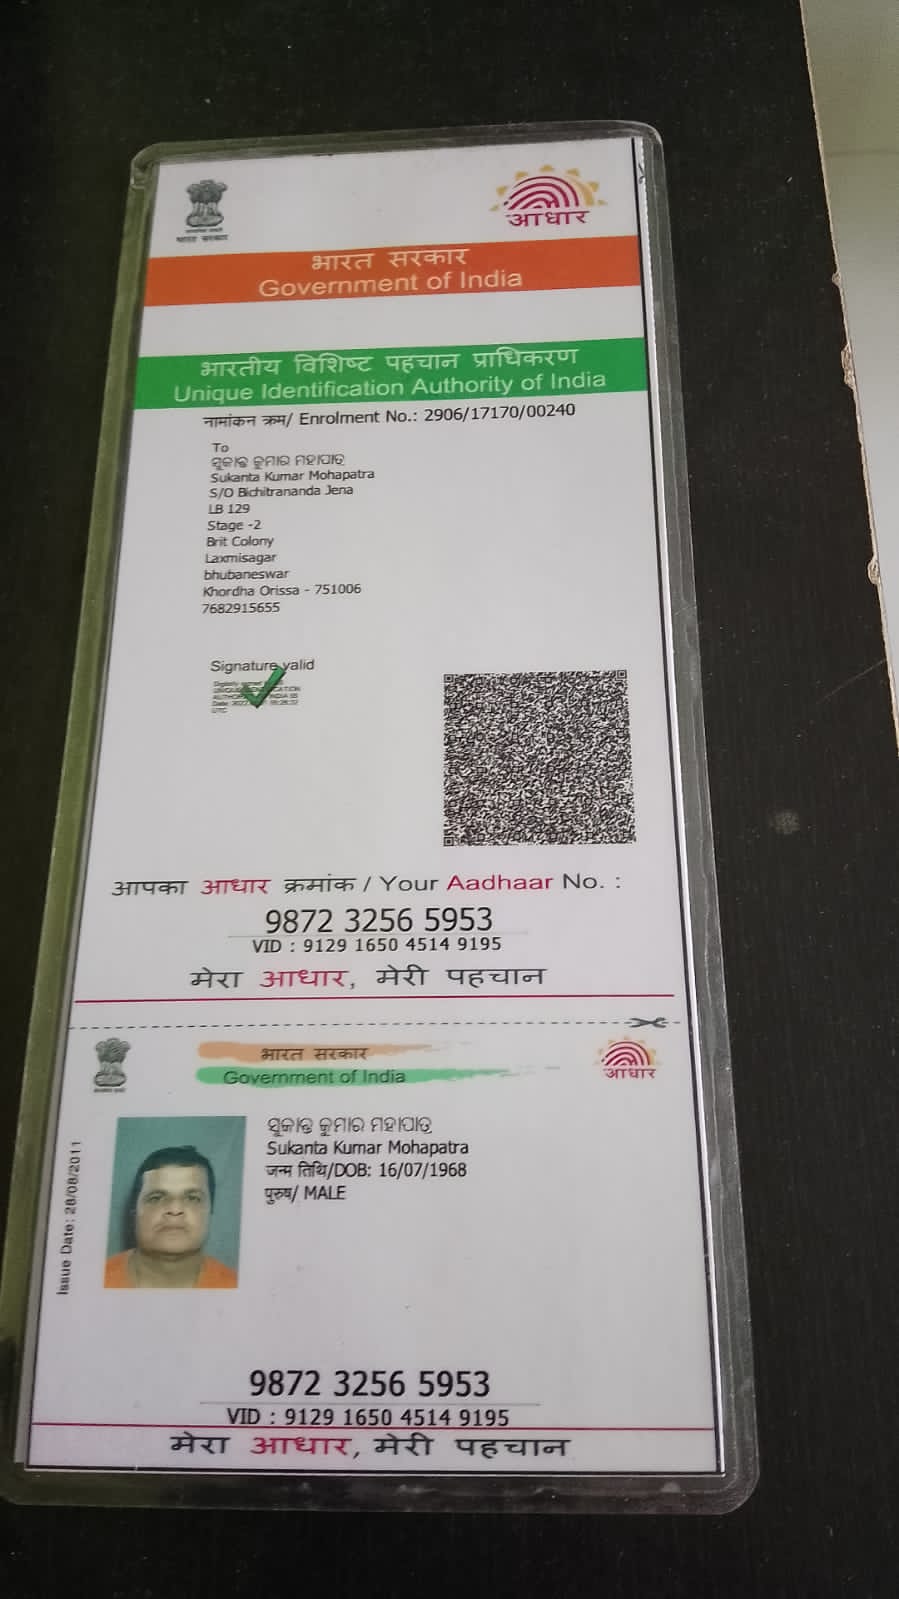 भारत सरकार
आधार
भारत सरकार
Government of India
भारतीय विशिष्ट पहचान प्राधिकरण
Unique Identification Authority of India
नामांकन क्रम/ Enrolment No.: 2906/17170/00240
To
ସୁକାନ୍ତ କୁମାର ମହାପାତ୍ର
Sukanta Kumar Mohapatra
S/O Bichitrananda Jena
LB 129
Stage -2
Brit Colony
Laxmisagar
bhubaneswar
Khordha Orissa - 751006
7682915655
Signature valid
आपका आधार क्रमांक / Your Aadhaar No. :
9872 3256 5953
VID : 9129 1650 4514 9195
मेरा आधार, मेरी पहचान
भारत सरकार
Government of India
आधार
ସୁକାନ୍ତ କୁମାର ମହାପାତ୍ର
Sukanta Kumar Mohapatra
जन्म तिथि/DOB: 16/07/1968
पुरुष/ MALE
Issue Date: 28/08/2011
9872 3256 5953
VID : 9129 1650 4514 9195
मेरा आधार, मेरी पहचान